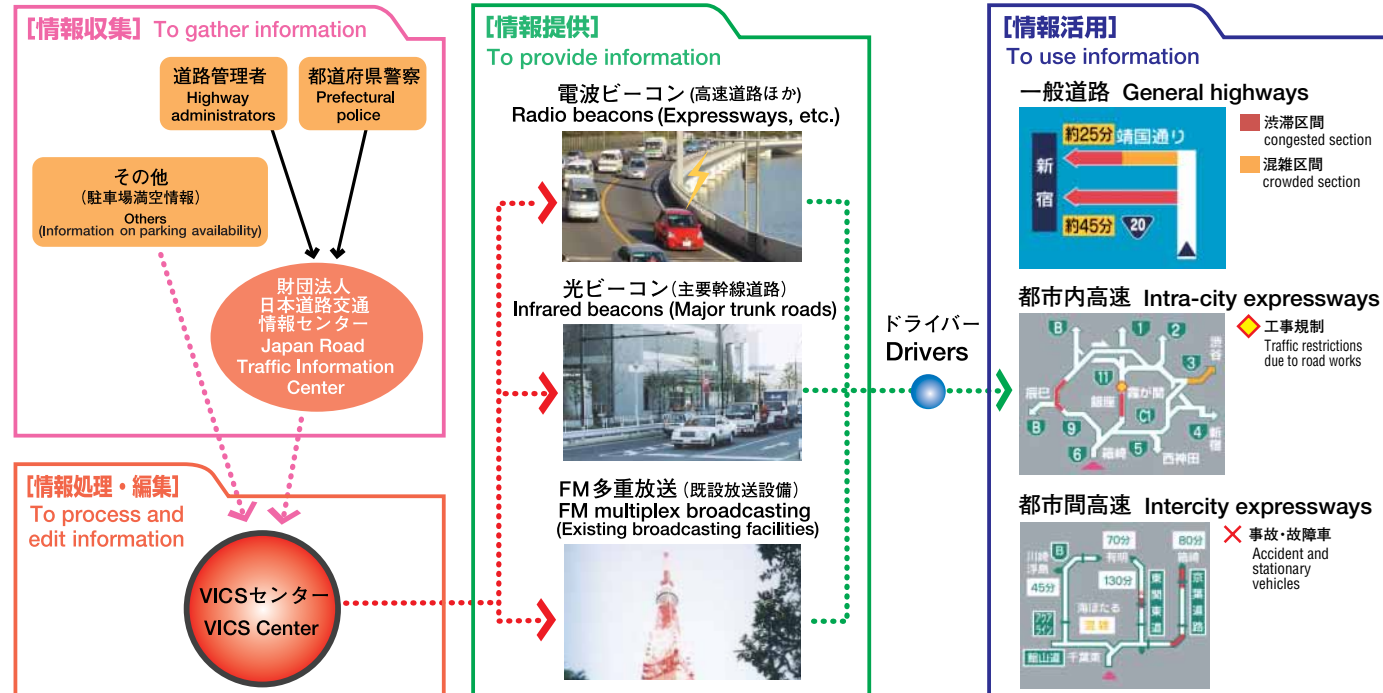 [情報収集] To gather information
道路管理者
Highway
administrators
都道府県警察
Prefectural
police
その他
(駐車場満空情報)
Others
(Information on parking availability)
財団法人
日本道路交通
情報センター
Japan Road
Traffic Information
Center
[情報処理・編集]
To process and
edit information
VICSセンター
VICS Center
[情報提供]
To provide information
電波ビーコン (高速道路ほか)
Radio beacons (Expressways, etc.)
光ビーコン (主要幹線道路)
Infrared beacons (Major trunk roads)
FM多重放送 (既設放送設備)
FM multiplex broadcasting
(Existing broadcasting facilities)
ドライバー
Drivers
[情報活用]
To use information
一般道路 General highways
約25分 靖国通り
新宿
約45分 20
渋滞区間
congested section
混雑区間
crowded section
都市内高速 Intra-city expressways
B 1 2
渋谷
3
11
辰巳
銀座
霞が関
C1
B 9 4
新宿
6 箱崎 5 西神田
工事規制
Traffic restrictions
due to road works
都市間高速 Intercity expressways
川崎浮島
B
70分
有明
80分
箱崎
45分
130分
東関東道
京葉道路
海ほたる
混雑
アクアライン
館山道
千葉東
事故・故障車
Accident and
stationary
vehicles